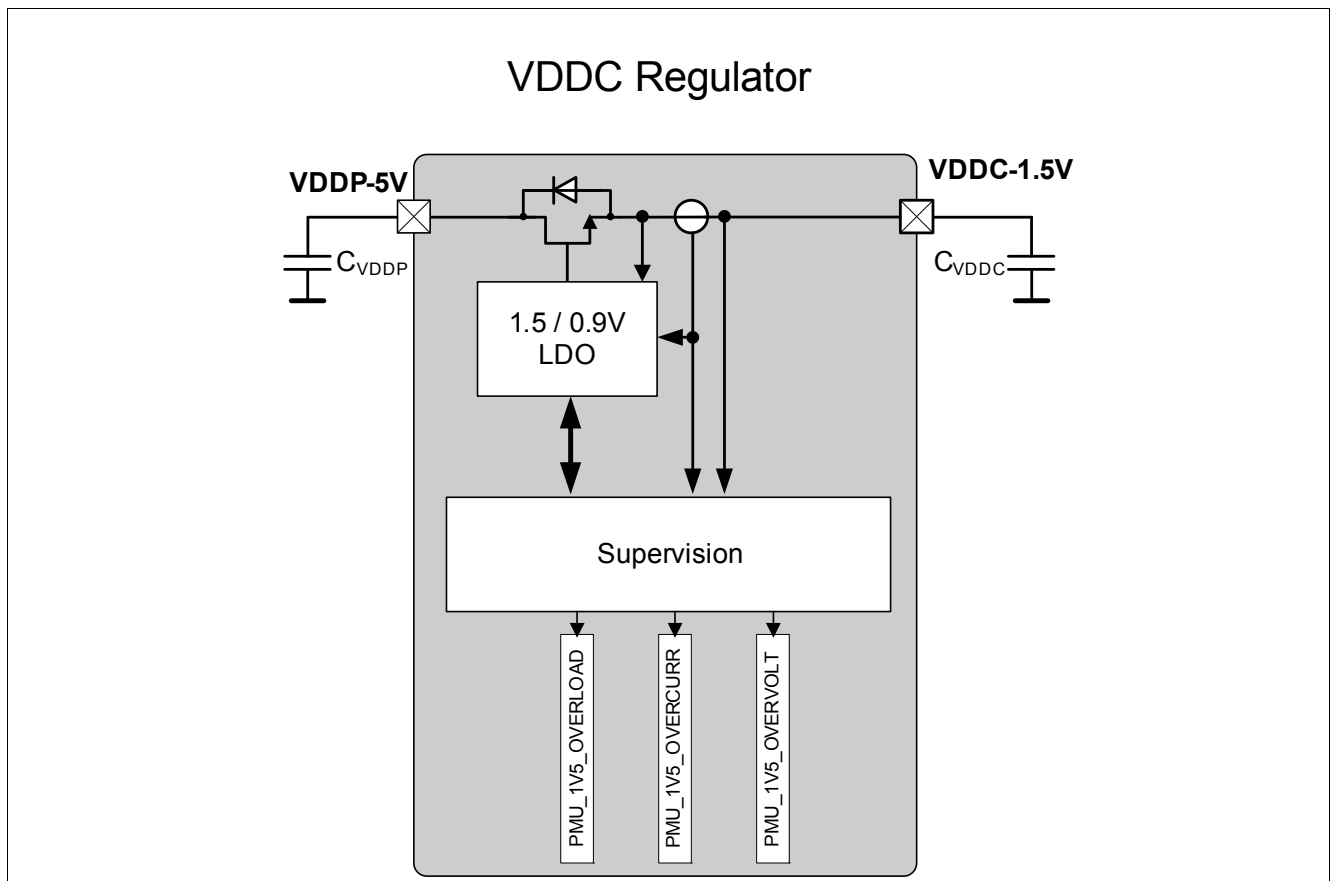 VDDC Regulator
VDDP-5V
VDDC-1.5V
CVDDP
CVDDC
1.5 / 0.9V
LDO
Supervision
PMU_1V5_OVERLOAD
PMU_1V5_OVERCURR
PMU_1V5_OVERVOLT